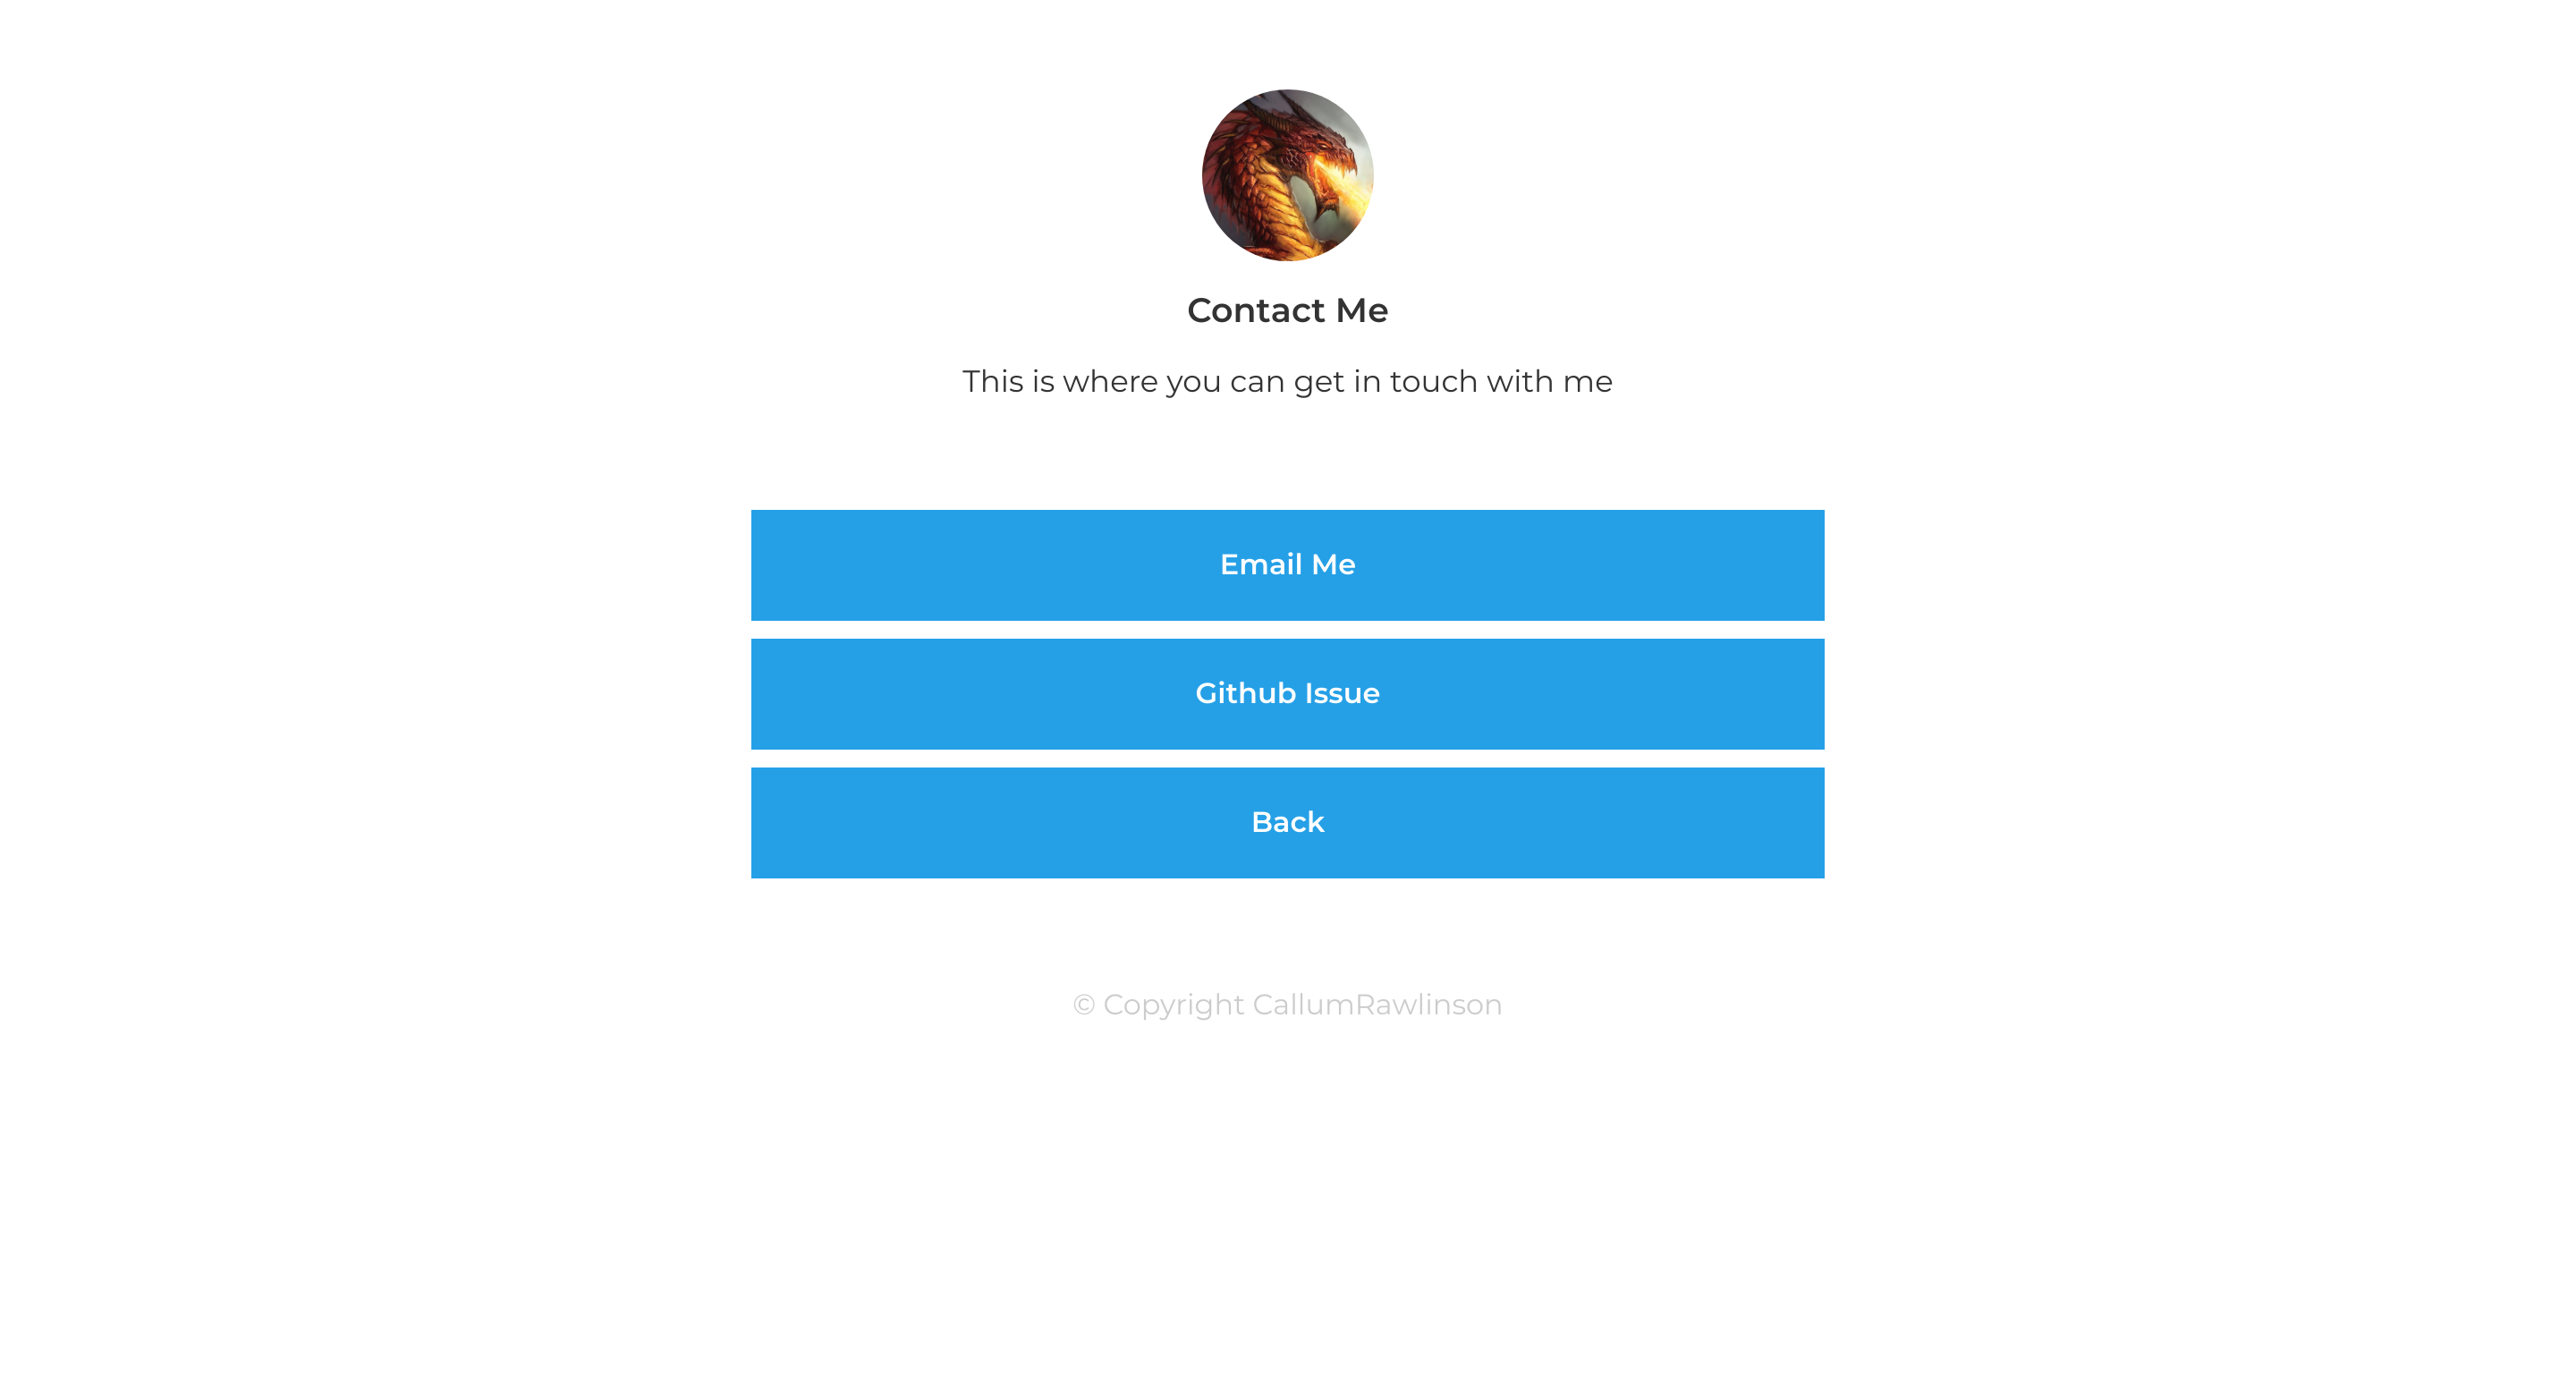 Contact Me
This is where you can get in touch with me
Email Me
Github Issue
Back
© Copyright CallumRawlinson